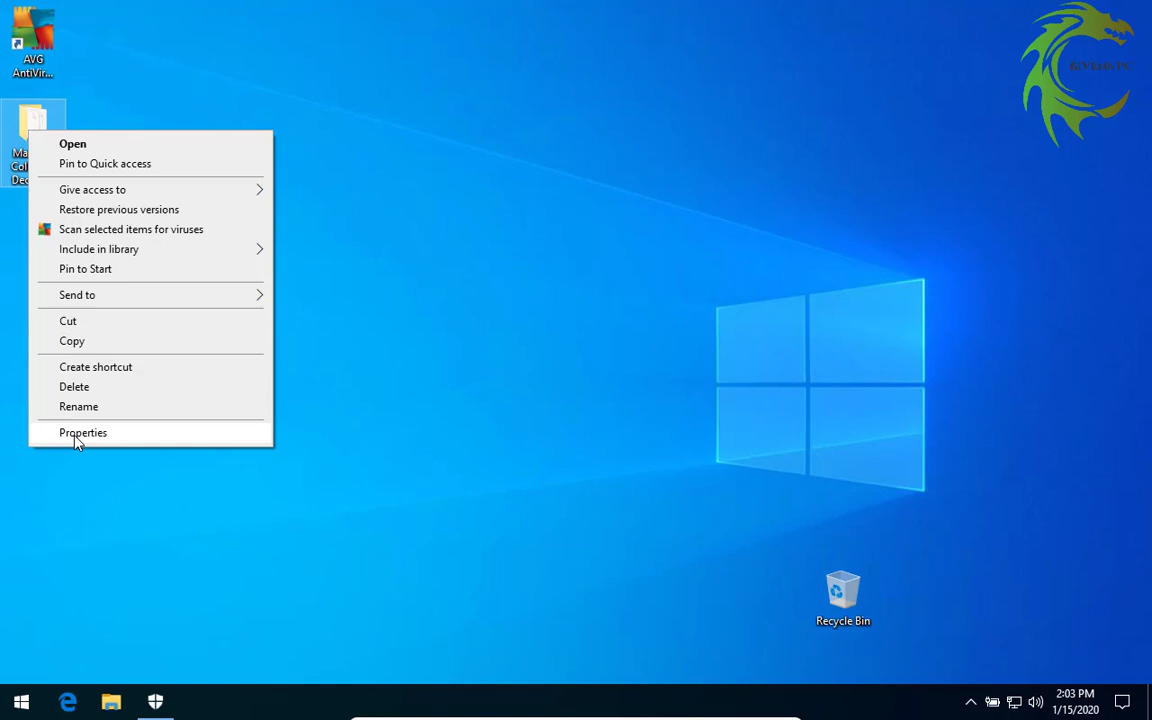 AVG
AntiVir...
Open
Pin to Quick access
Give access to
Restore previous versions
Scan selected items for viruses
Include in library
Pin to Start
Send to
Cut
Copy
Create shortcut
Delete
Rename
Properties
Recycle Bin
2:03 PM
1/15/2020